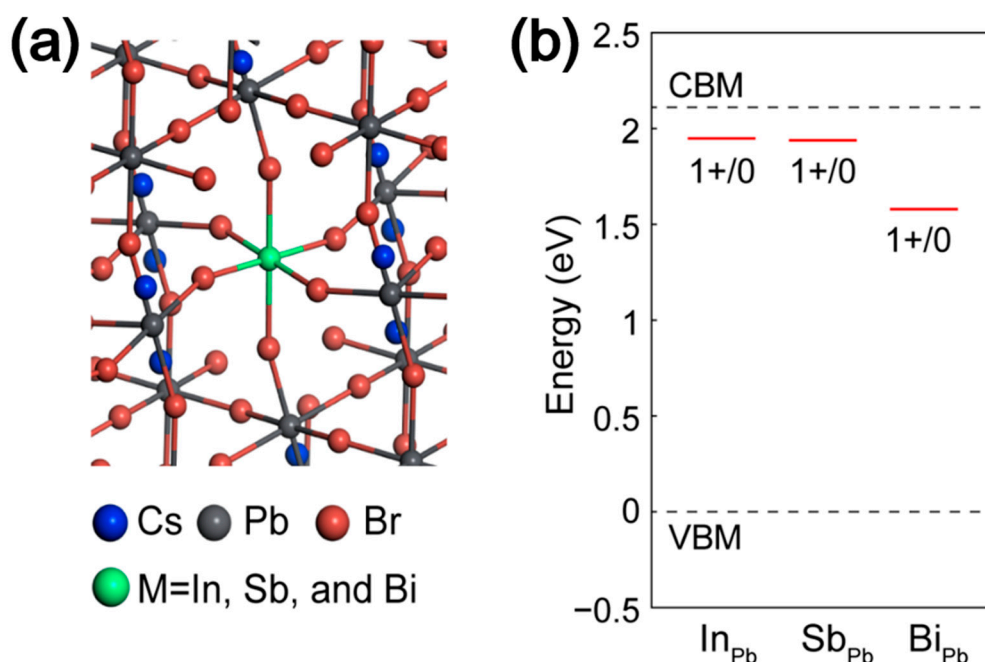 (a)
Cs Pb Br
M=In, Sb, and Bi
(b)
Energy (eV)
2.5
2
1.5
1
0.5
0
−0.5
CBM
1+/0 1+/0
1+/0
VBM
In_Pb Sb_Pb Bi_Pb